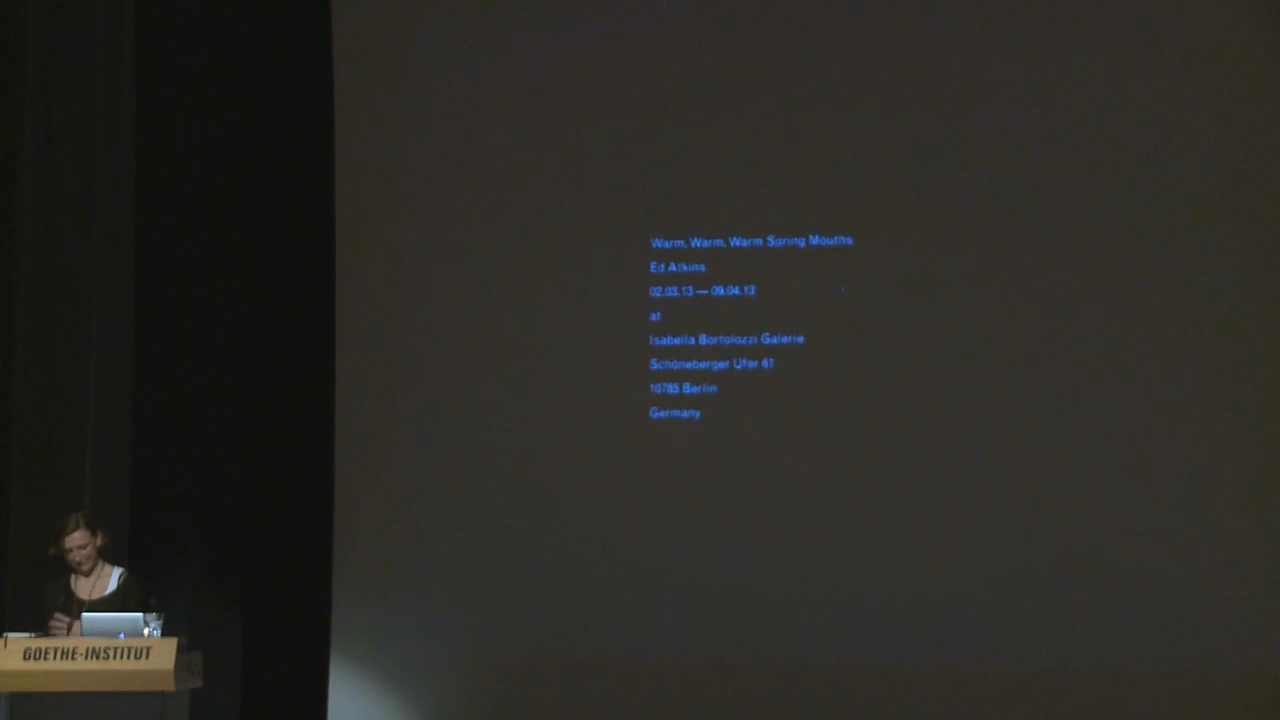 Warm, Warm, Warm Spring Mouths
Ed Atkins
02.03.13 — 09.04.13
at
Isabella Bortolozzi Galerie
Schöneberger Ufer 61
10785 Berlin
Germany
GOETHE-INSTITUT